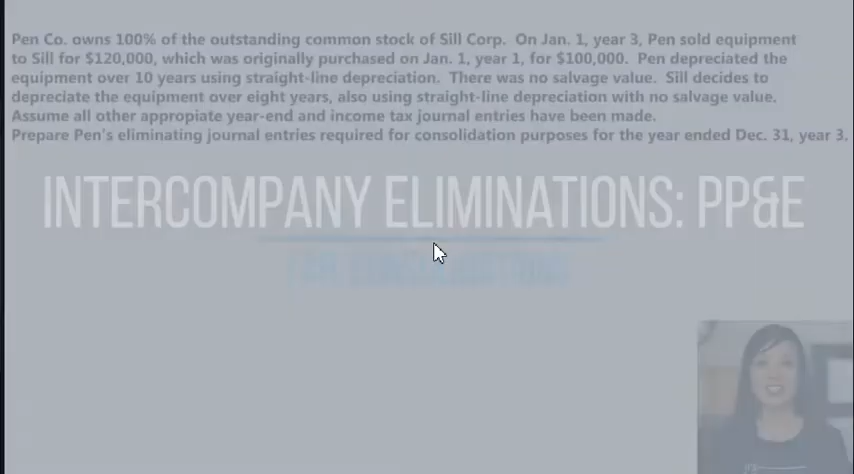 Pen Co. owns 100% of the outstanding common stock of Sill Corp. On Jan. 1, year 3, Pen sold equipment
to Sill for $120,000, which was originally purchased on Jan. 1, year 1, for $100,000. Pen depreciated the
equipment over 10 years using straight-line depreciation. There was no salvage value. Sill decides to
depreciate the equipment over eight years, also using straight-line depreciation with no salvage value.
Assume all other appropiate year-end and income tax journal entries have been made.
Prepare Pen's eliminating journal entries required for consolidation purposes for the year ended Dec. 31, year 3.
INTERCOMPANY ELIMINATIONS: PP&E